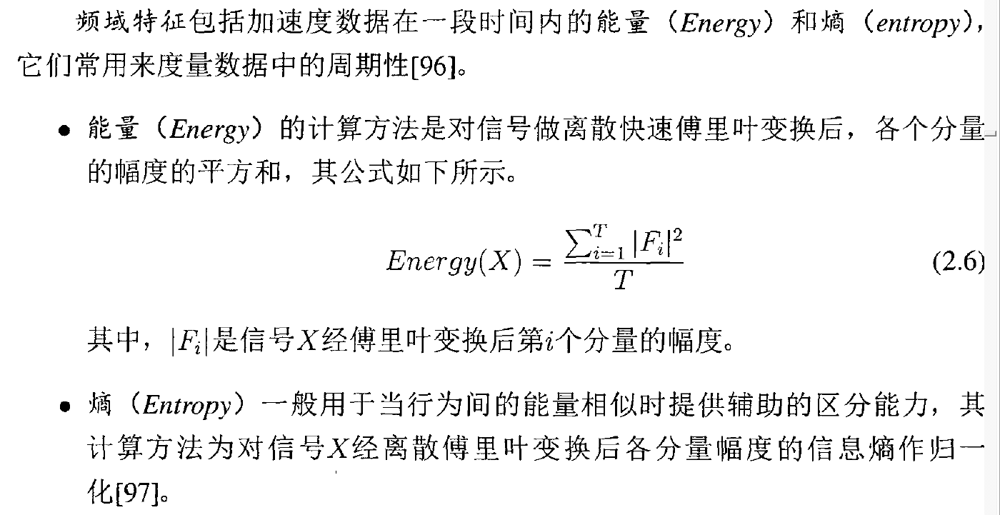 频域特征包括加速度数据在一段时间内的能量（Energy）和熵（entropy），
它们常用来度量数据中的周期性[96]。
● 能量（Energy）的计算方法是对信号做离散快速傅里叶变换后，各个分量
的幅度的平方和，其公式如下所示。
Energy(X) = \frac{\sum_{i=1}^{T} |F_i|^2}{T} (2.6)
其中，|F_i|是信号X经傅里叶变换后第i个分量的幅度。
● 熵（Entropy）一般用于当行为间的能量相似时提供辅助的区分能力，其
计算方法为对信号X经离散傅里叶变换后各分量幅度的信息熵作归一
化[97]。